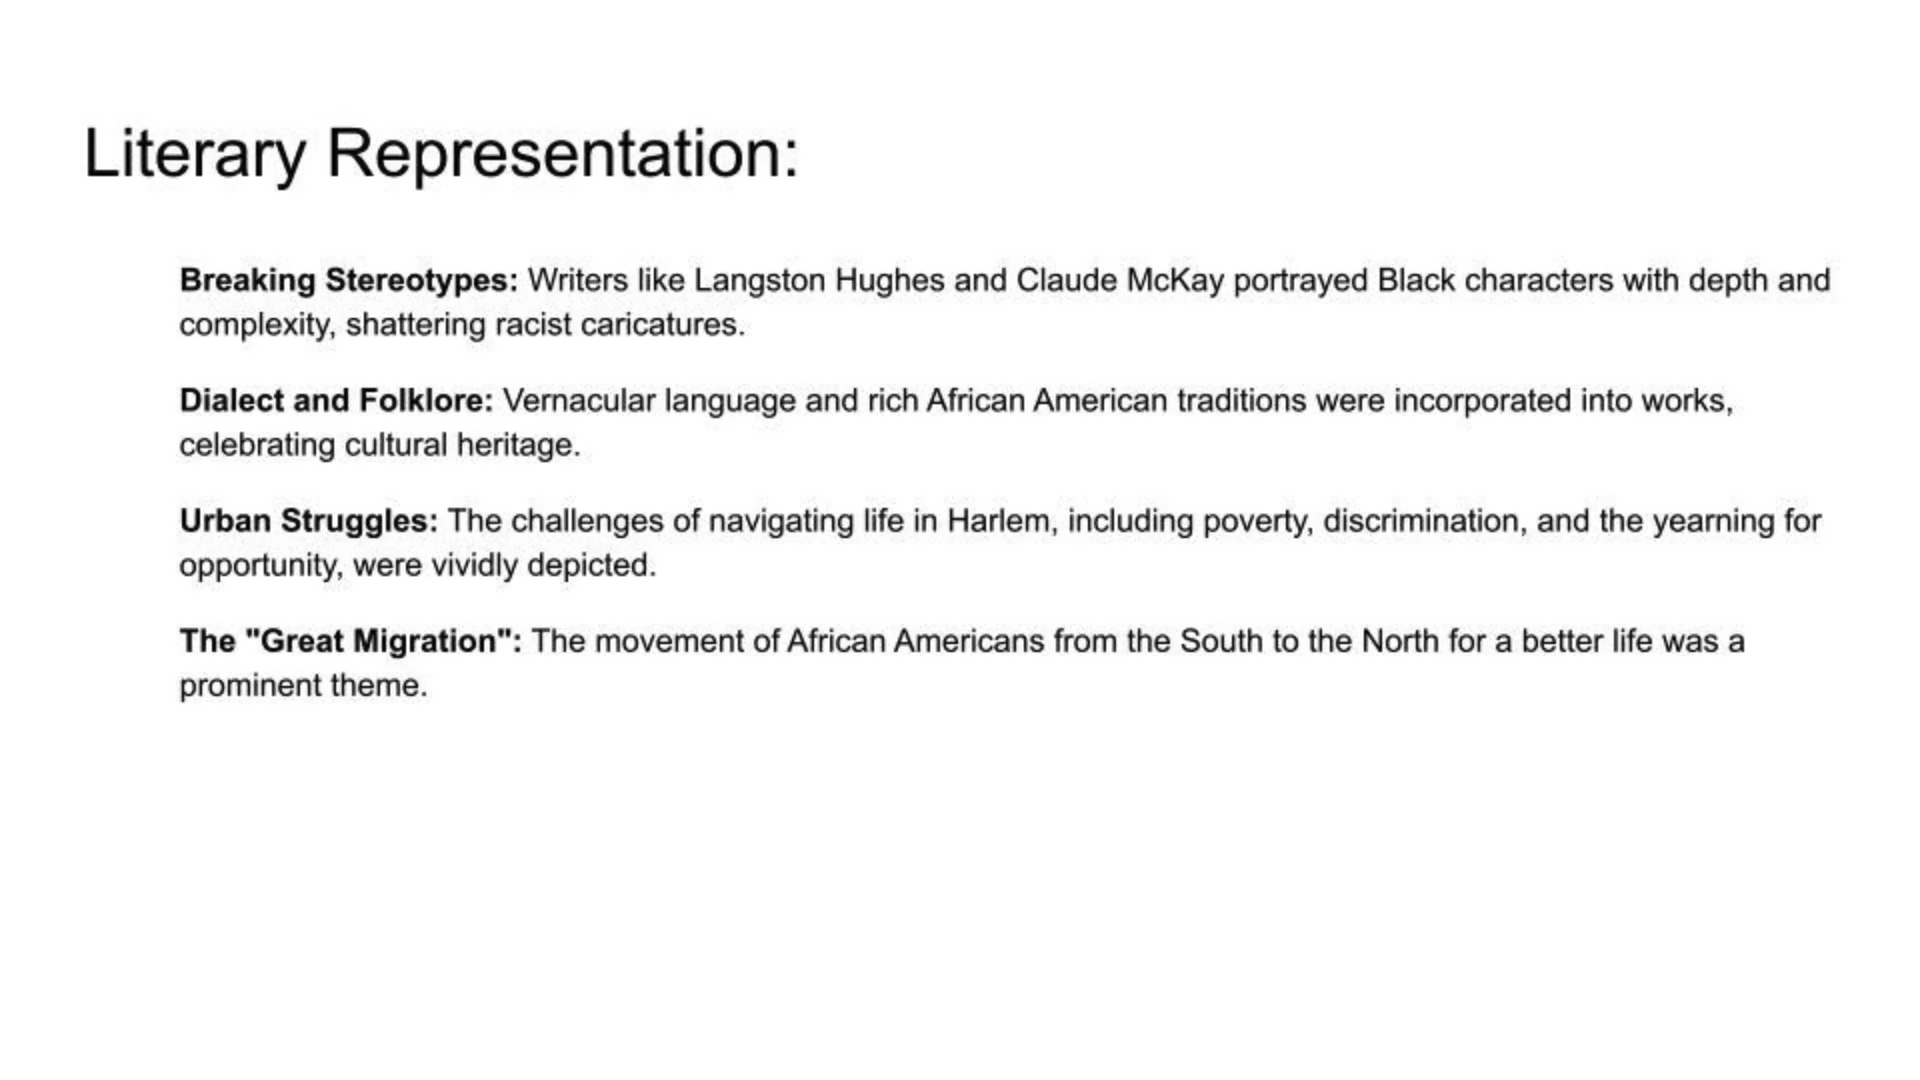 Literary Representation:
Breaking Stereotypes: Writers like Langston Hughes and Claude McKay portrayed Black characters with depth and
complexity, shattering racist caricatures.
Dialect and Folklore: Vernacular language and rich African American traditions were incorporated into works,
celebrating cultural heritage.
Urban Struggles: The challenges of navigating life in Harlem, including poverty, discrimination, and the yearning for
opportunity, were vividly depicted.
The "Great Migration": The movement of African Americans from the South to the North for a better life was a
prominent theme.